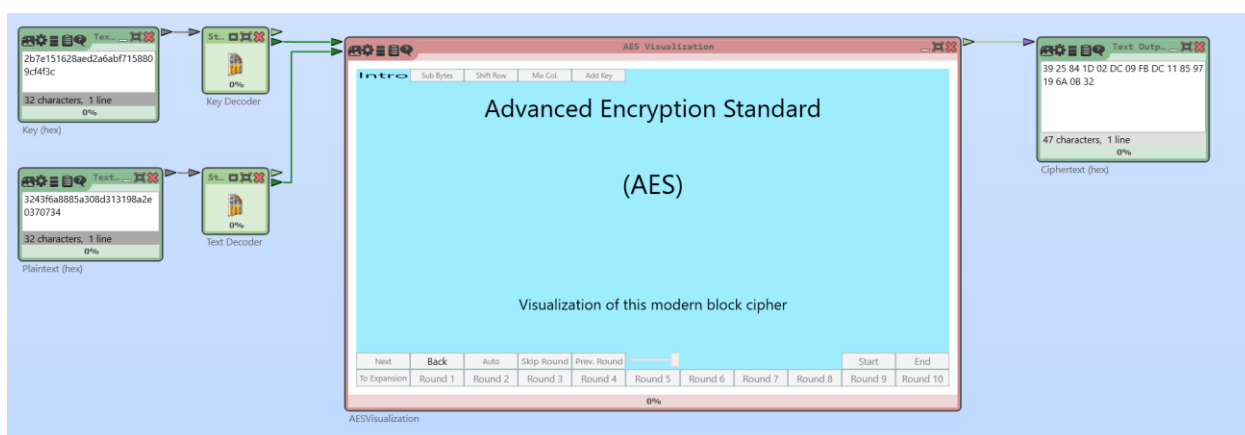 Tex...
2b7e151628aed2a6abf715880
9cf4f3c
32 characters, 1 line
0%
Key (hex)
St...
0%
Key Decoder
Text...
3243f6a8885a308d313198a2e
0370734
32 characters, 1 line
0%
Plaintext (hex)
St...
0%
Text Decoder
AES Visualization
Intro Sub Bytes Shift Row Mix Col. Add Key
Advanced Encryption Standard
(AES)
Visualization of this modern block cipher
Next Back Auto Skip Round Prev. Round Start End
To Expansion Round 1 Round 2 Round 3 Round 4 Round 5 Round 6 Round 7 Round 8 Round 9 Round 10
0%
AESVisualization
Text Outp...
39 25 84 1D 02 DC 09 FB DC 11 85 97
19 6A 0B 32
47 characters, 1 line
0%
Ciphertext (hex)